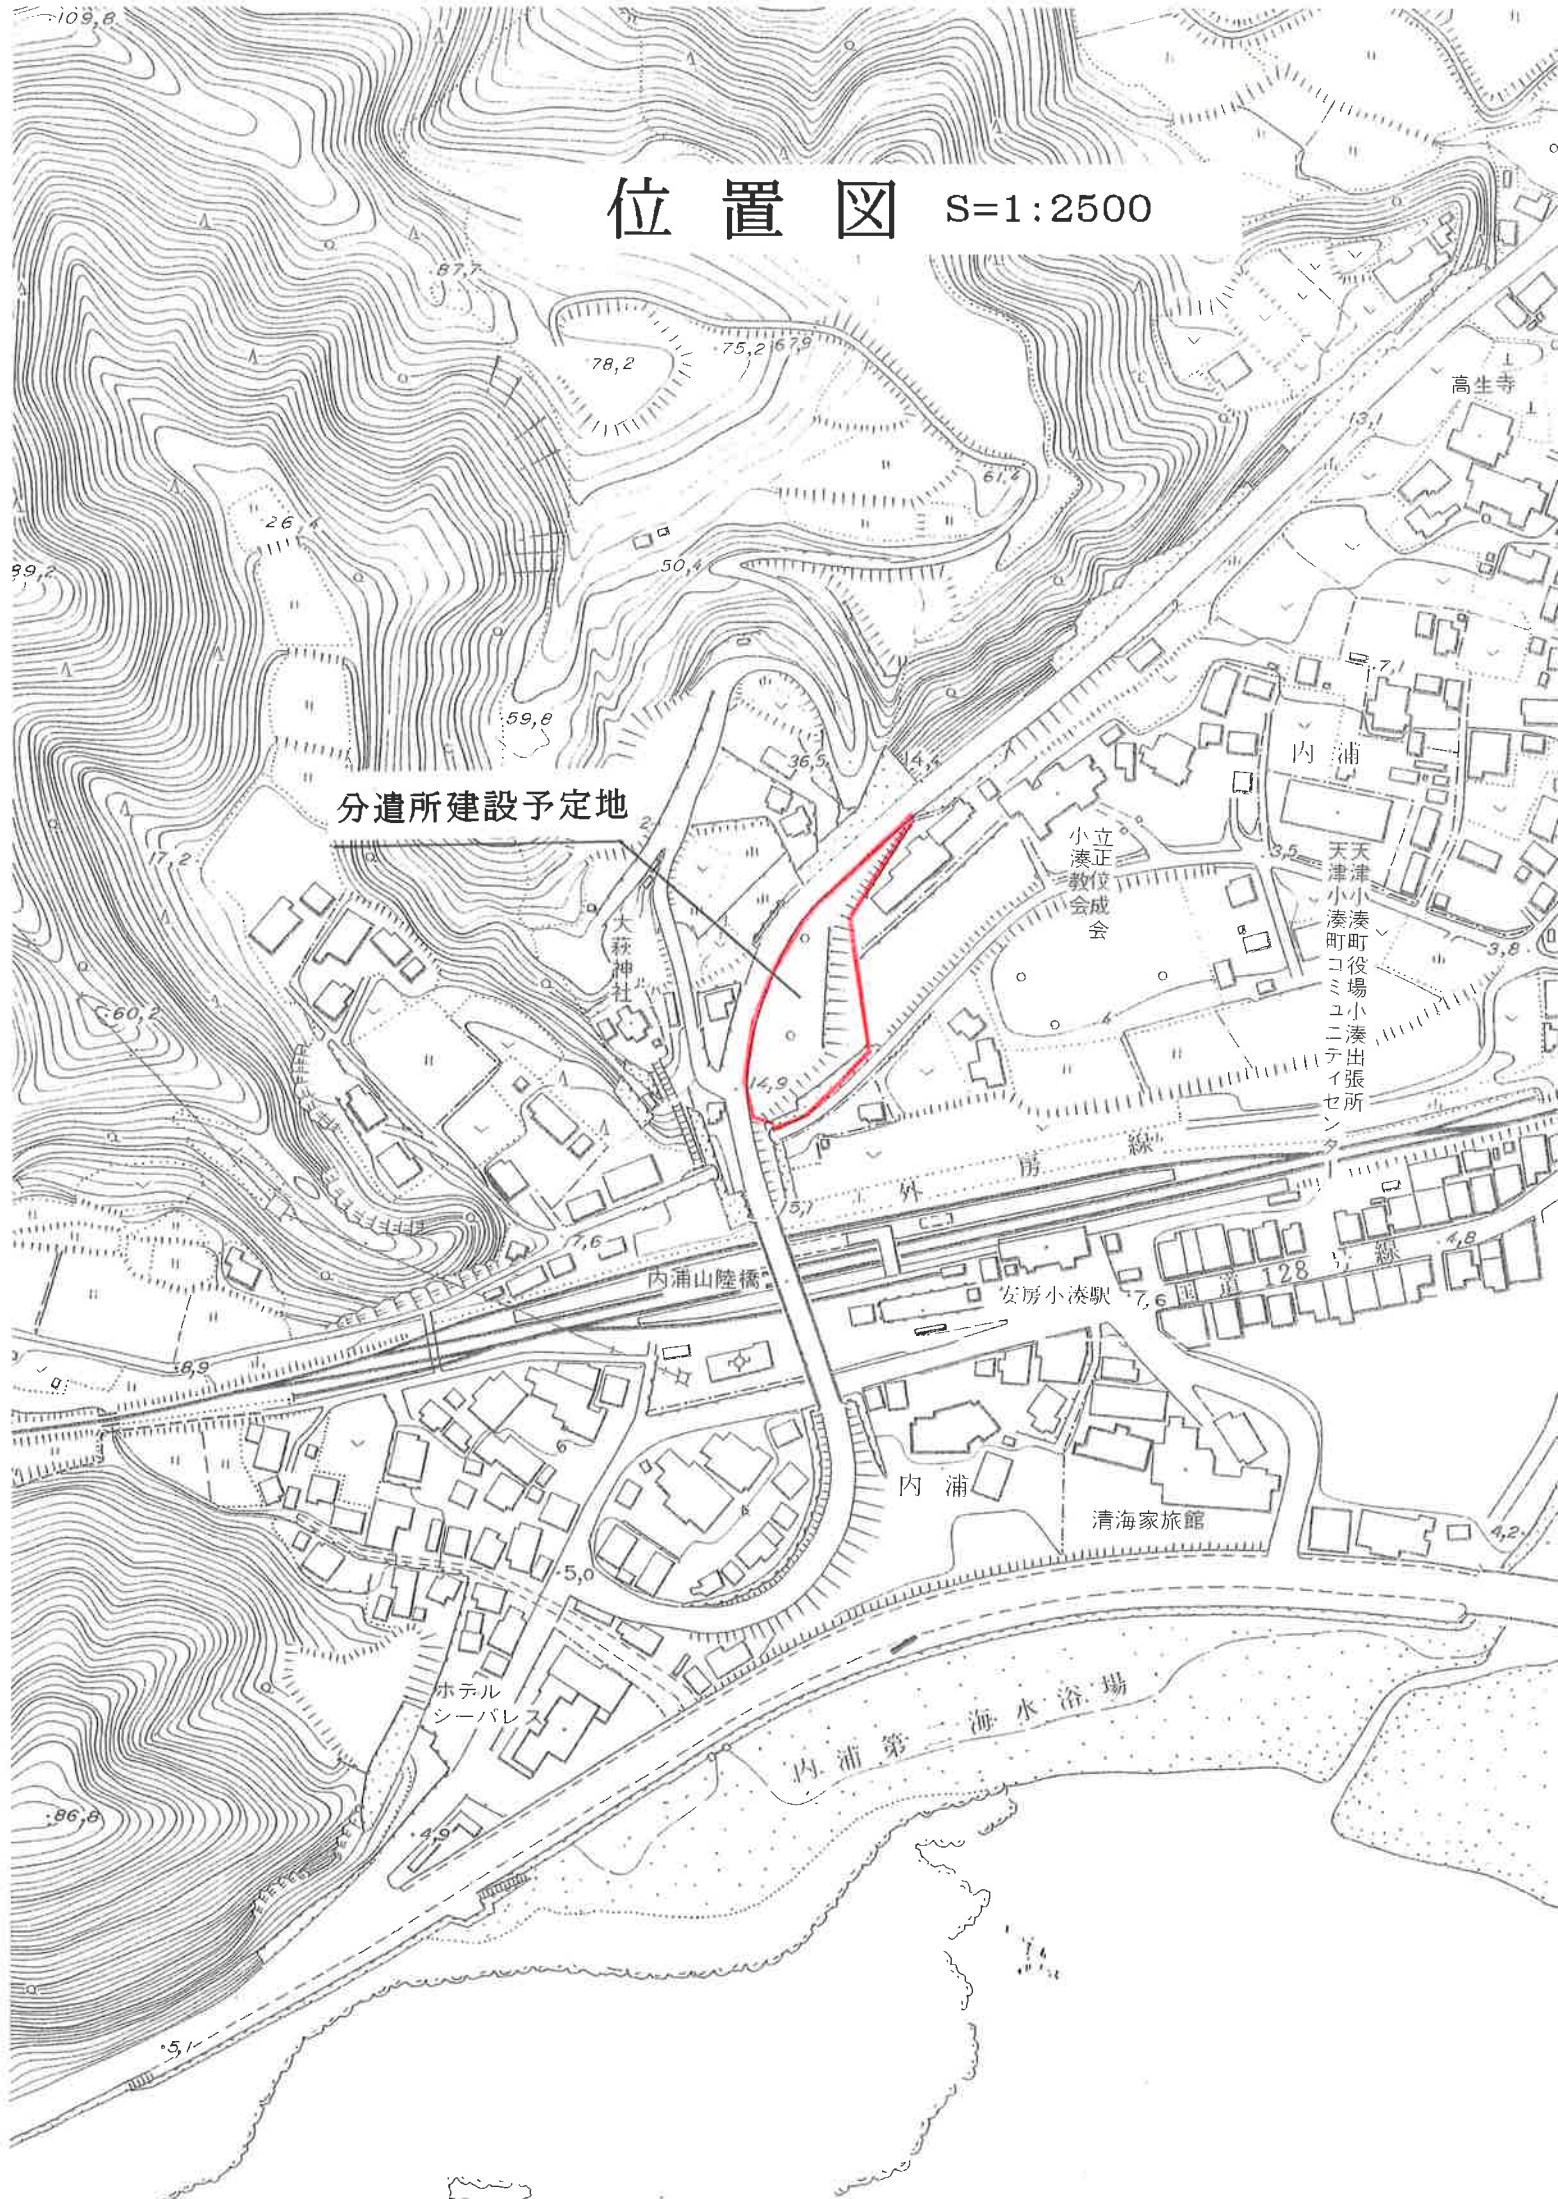 109,8
位置図 S=1:2500
87,7
78,2
75,2
67,9
高生寺
13,1
61,4
26,4
50,4
89,2
7,1
59,8
内浦
36,5
分遣所建設予定地
17,2
立正佼成会
小湊教会
3,5
天津小湊町役場小湊出張所
天津小湊町コミュニティセンター
大萩神社
3,8
60,2
14,9
外房線
5,1
7,6
内浦山陸橋
安房小湊駅
7,6
国道128号線
4,8
8,9
内浦
清海家旅館
4,2
5,0
ホテル
シーパレス
内浦第二海水浴場
86,8
4,9
5,1